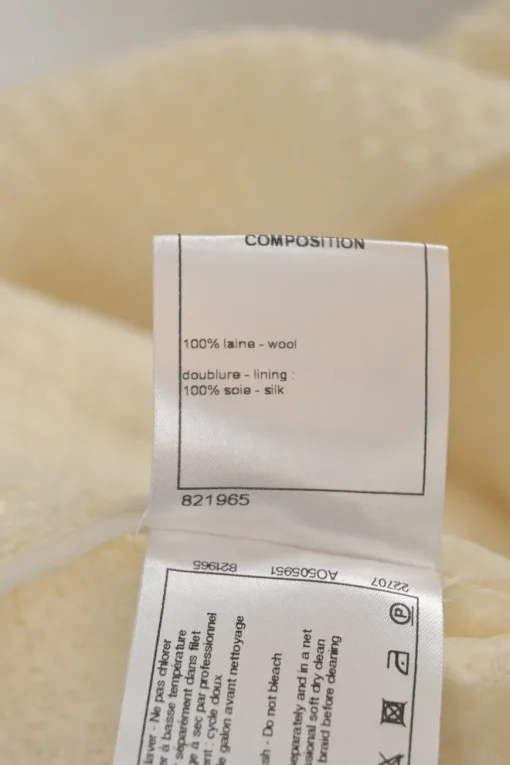 COMPOSITION
100% laine - wool
doublure - lining :
100% soie - silk
821965
821965 AO505951 22707
laver - Ne pas chlorer
à basse température
séparément dans filet
à sec par professionnel
: cycle doux
galon avant nettoyage
- Do not bleach
separately and in a net
soft dry clean
braid before cleaning
P